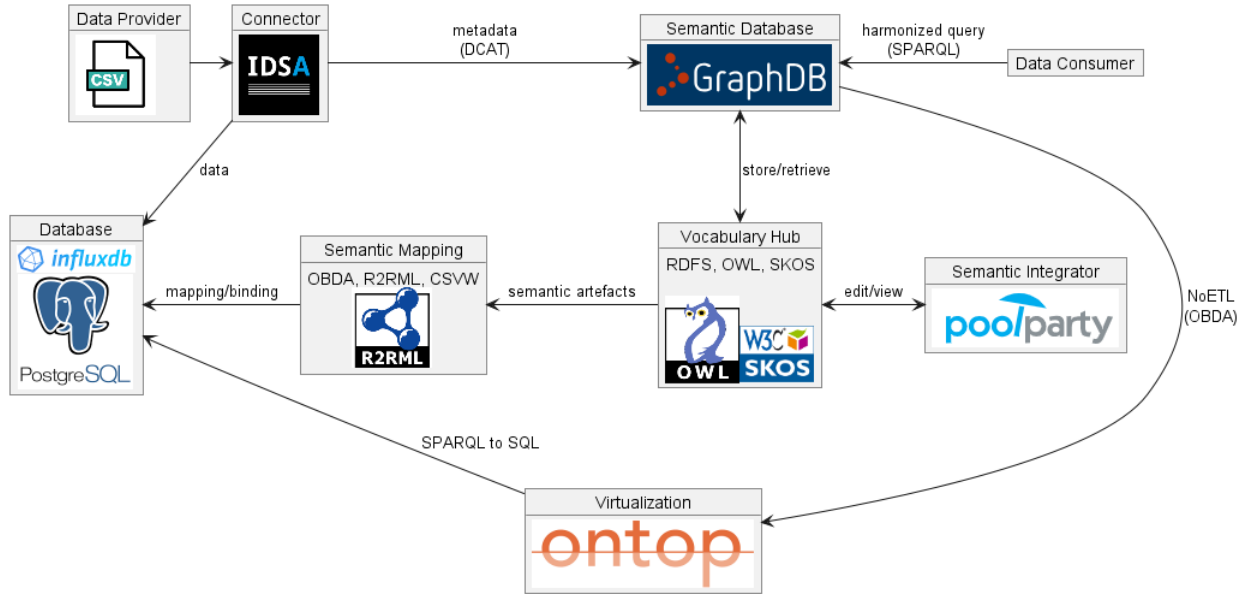 Data Provider
CSV
Connector
IDSA
metadata
(DCAT)
Semantic Database
GraphDB
harmonized query
(SPARQL)
Data Consumer
data
store/retrieve
Database
influxdb
PostgreSQL
mapping/binding
Semantic Mapping
OBDA, R2RML, CSVW
R2RML
semantic artefacts
Vocabulary Hub
RDFS, OWL, SKOS
OWL
W3C
SKOS
edit/view
Semantic Integrator
poolparty
NoETL
(OBDA)
SPARQL to SQL
Virtualization
ontop